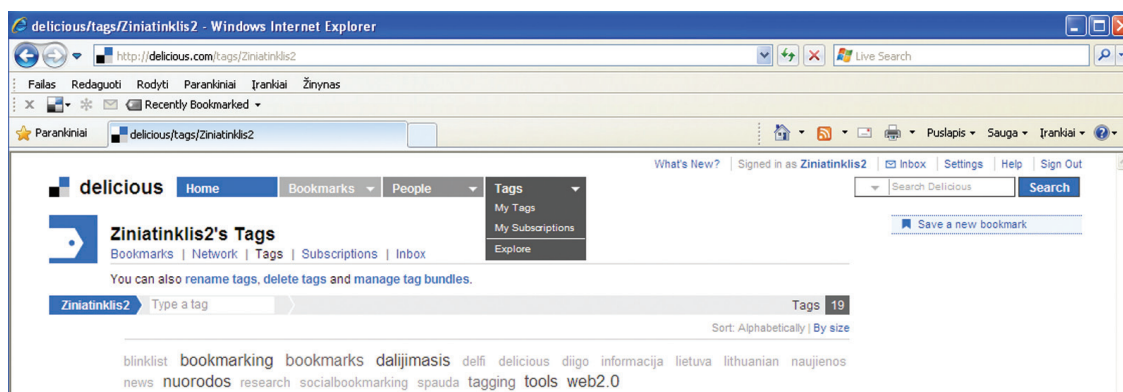 delicious/tags/Ziniatinklis2 - Windows Internet Explorer
http://delicious.com/tags/Ziniatinklis2 Live Search
Failas Redaguoti Rodyti Parankiniai Įrankiai Žinynas
Recently Bookmarked
Parankiniai delicious/tags/Ziniatinklis2 Puslapis Sauga Įrankiai
What's New? Signed in as Ziniatinklis2 Inbox Settings Help Sign Out
delicious Home Bookmarks People Tags Search Delicious Search
My Tags
My Subscriptions
Explore
Save a new bookmark
Ziniatinklis2's Tags
Bookmarks | Network | Tags | Subscriptions | Inbox
You can also rename tags, delete tags and manage tag bundles.
Ziniatinklis2 Type a tag Tags 19
Sort: Alphabetically | By size
blinklist bookmarking bookmarks dalijimasis delfi delicious diigo informacija lietuva lithuanian naujienos
news nuorodos research socialbookmarking spauda tagging tools web2.0